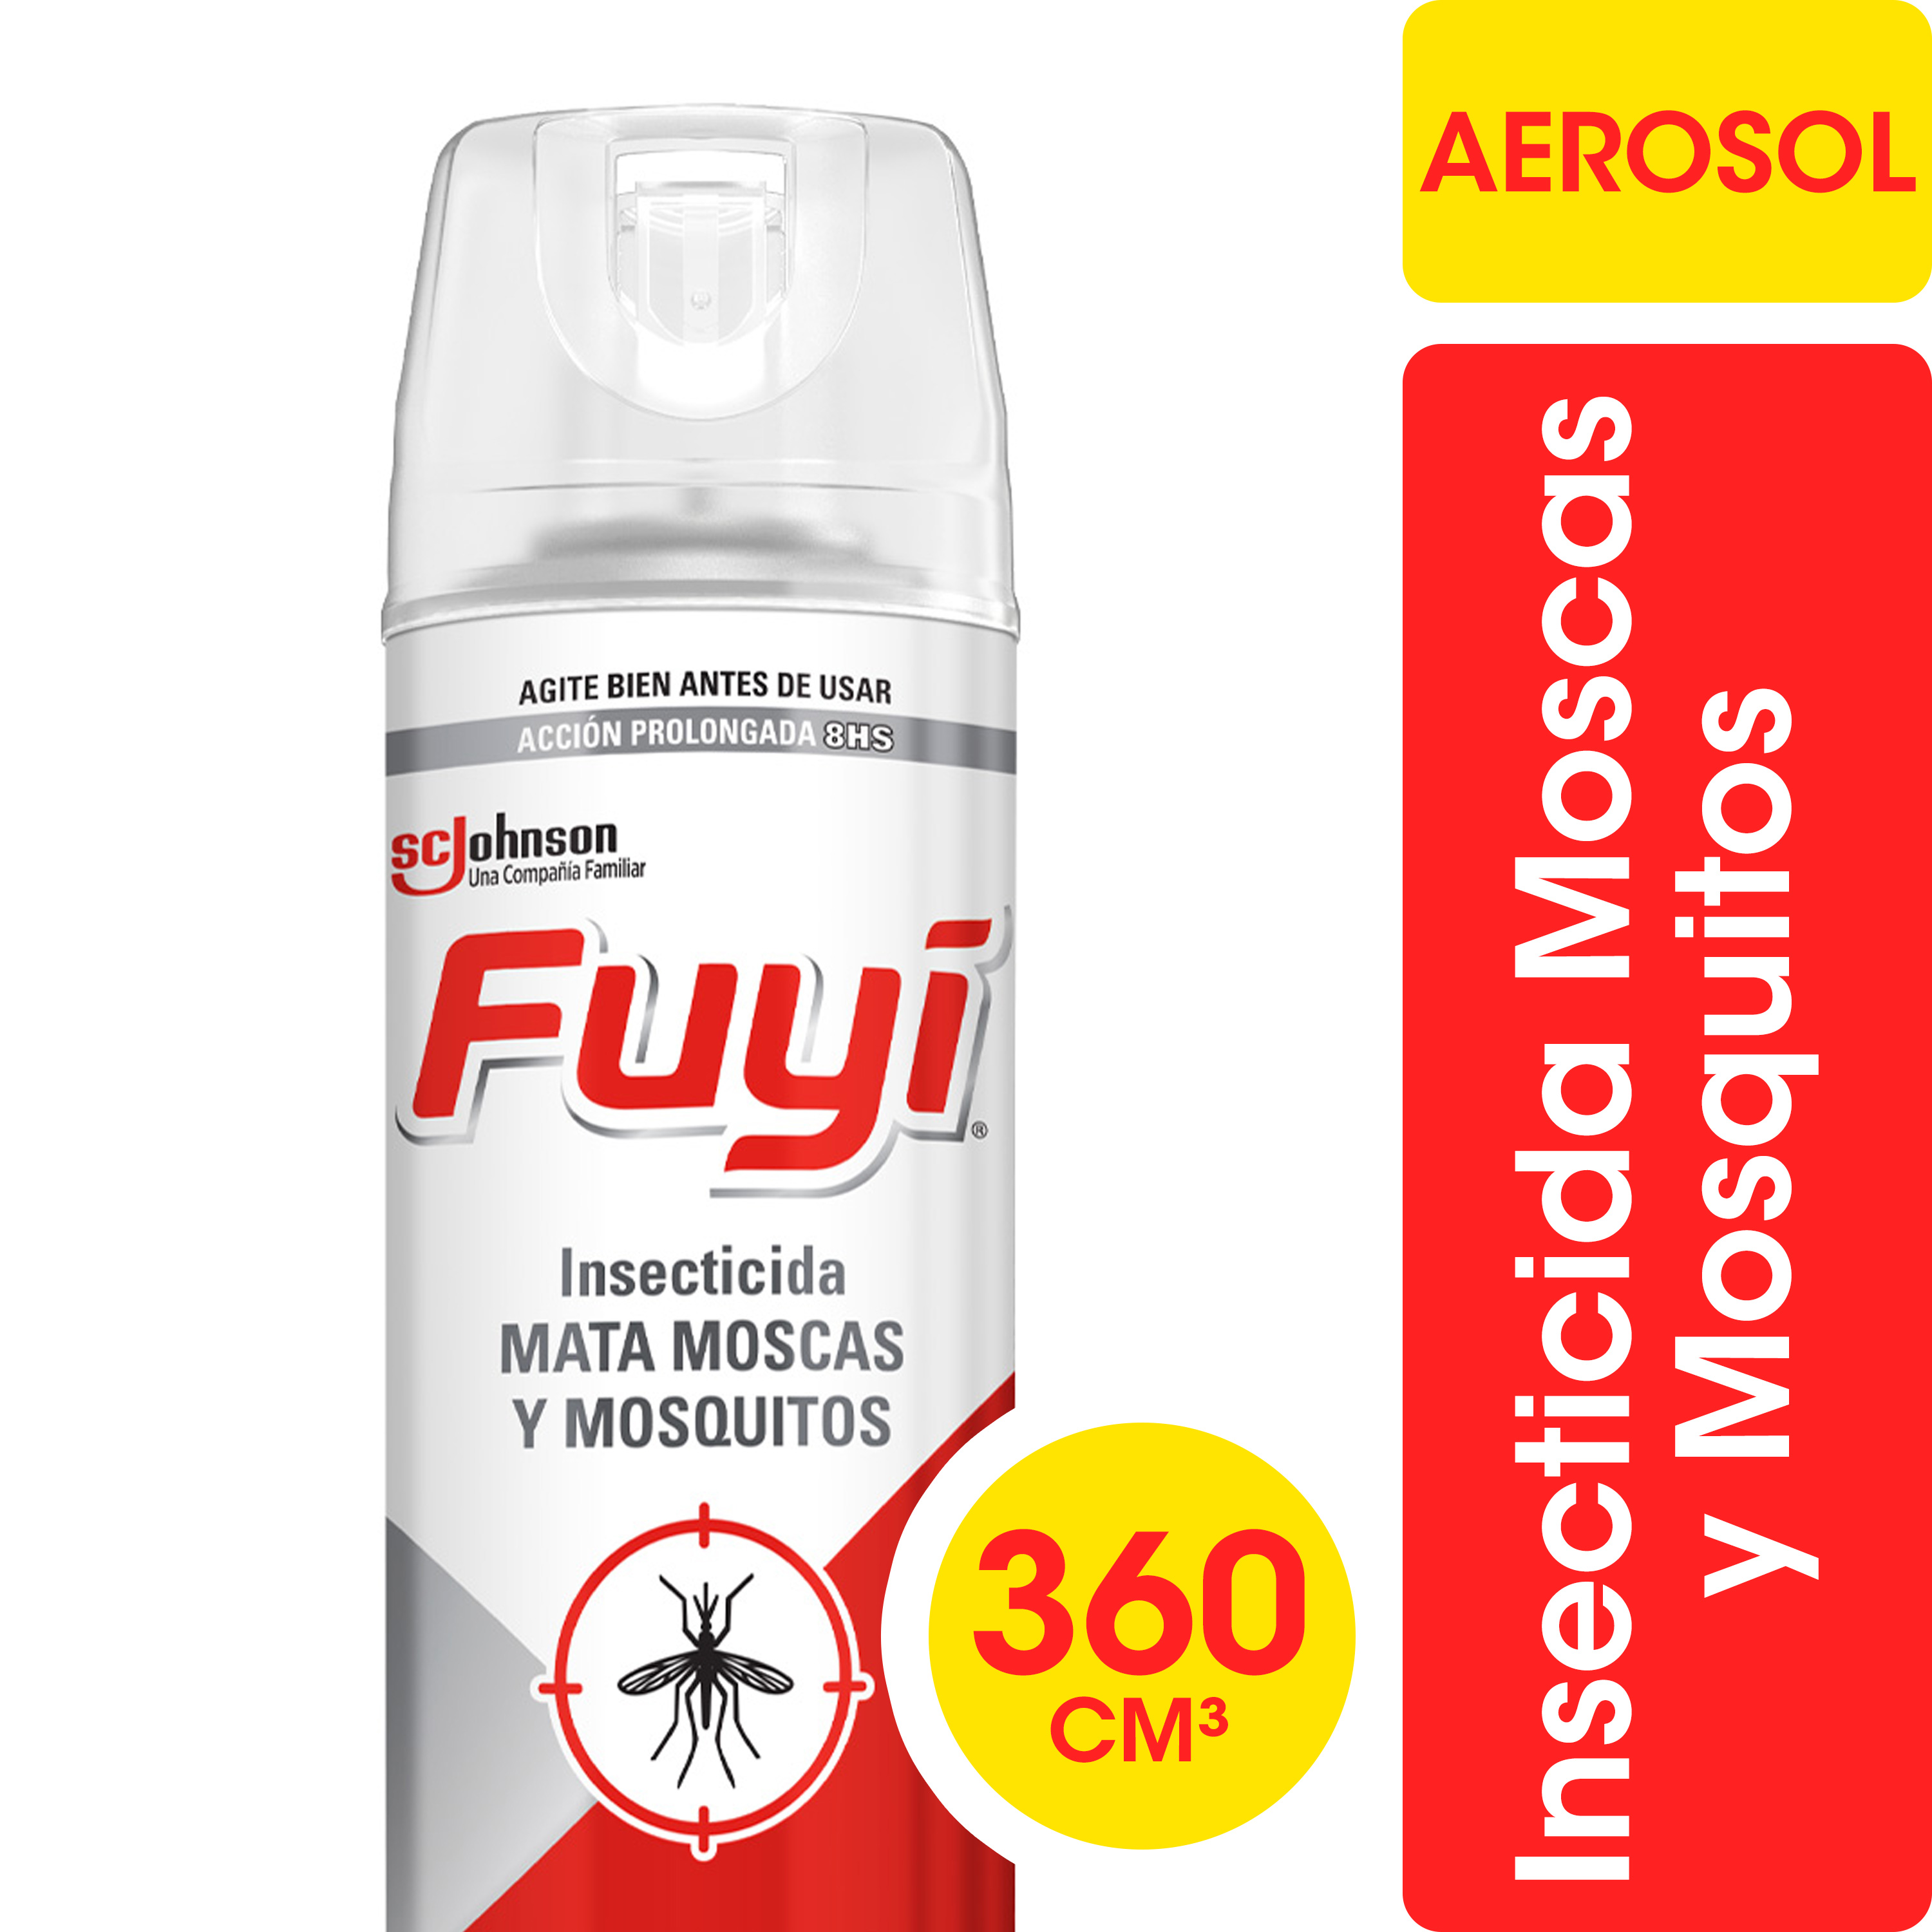 AGITE BIEN ANTES DE USAR
ACCIÓN PROLONGADA 8HS
scJohnson
Una Compañía Familiar
Fuyí®
Insecticida
MATA MOSCAS
Y MOSQUITOS
360
CM³
AEROSOL
Insecticida Moscas
y Mosquitos